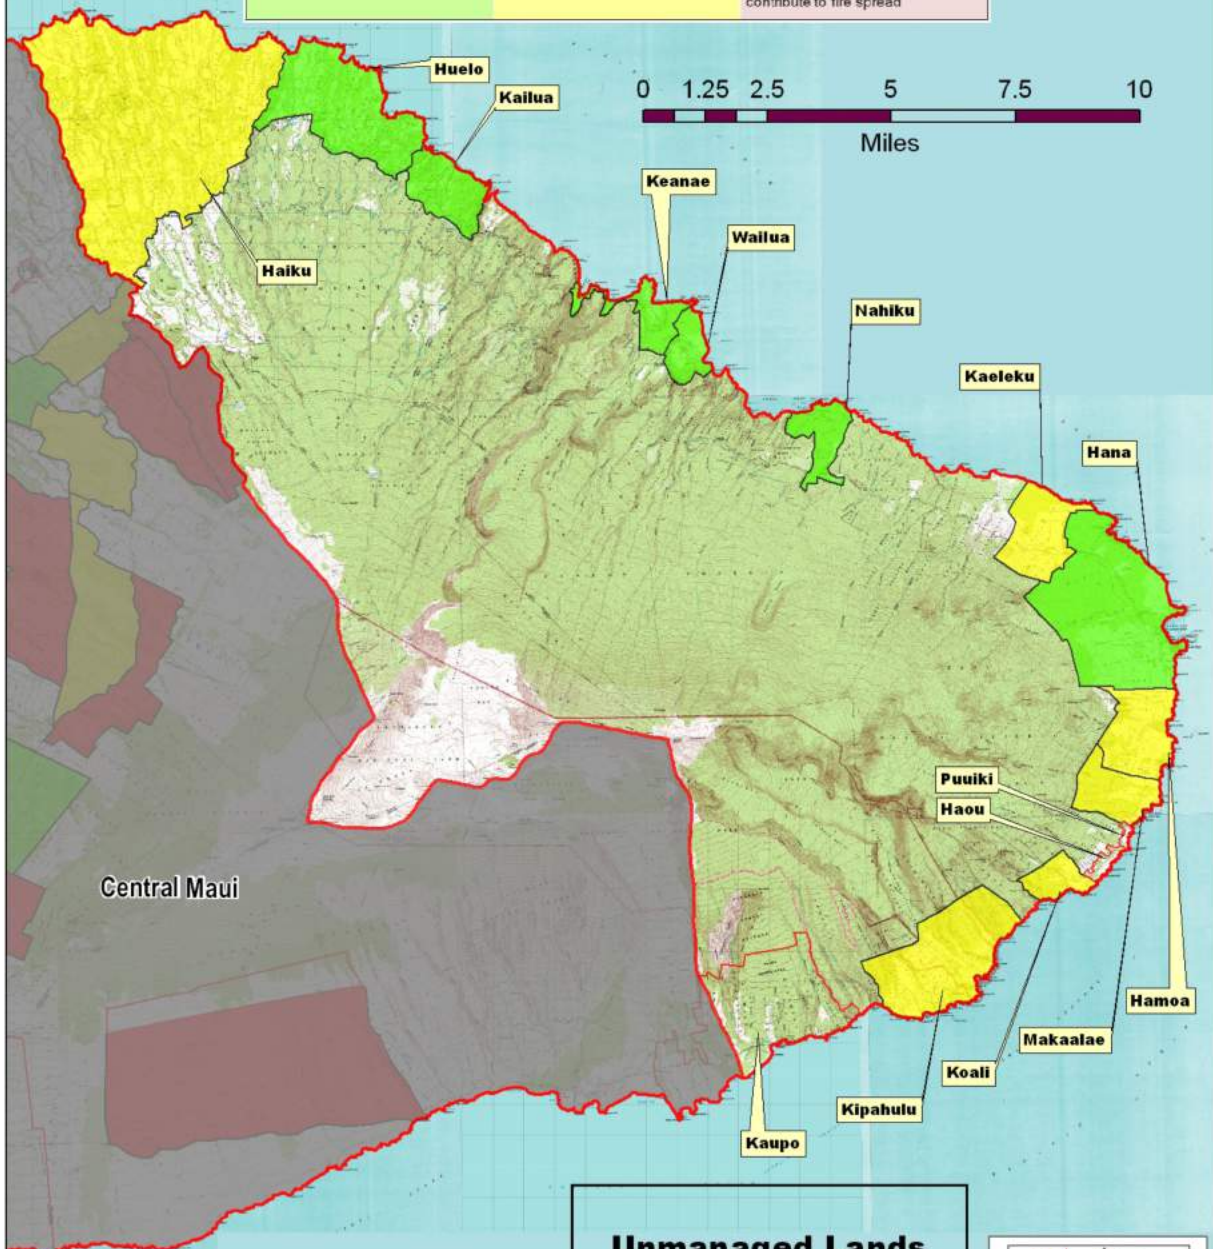 contribute to fire spread
Huelo
Kailua
0 1.25 2.5 5 7.5 10
Miles
Keanae
Wailua
Haiku
Nahiku
Kaeleku
Hana
Puuiki
Haou
Central Maui
Hamoa
Makaalae
Koali
Kipahulu
Kaupo
Unmanaged Lands